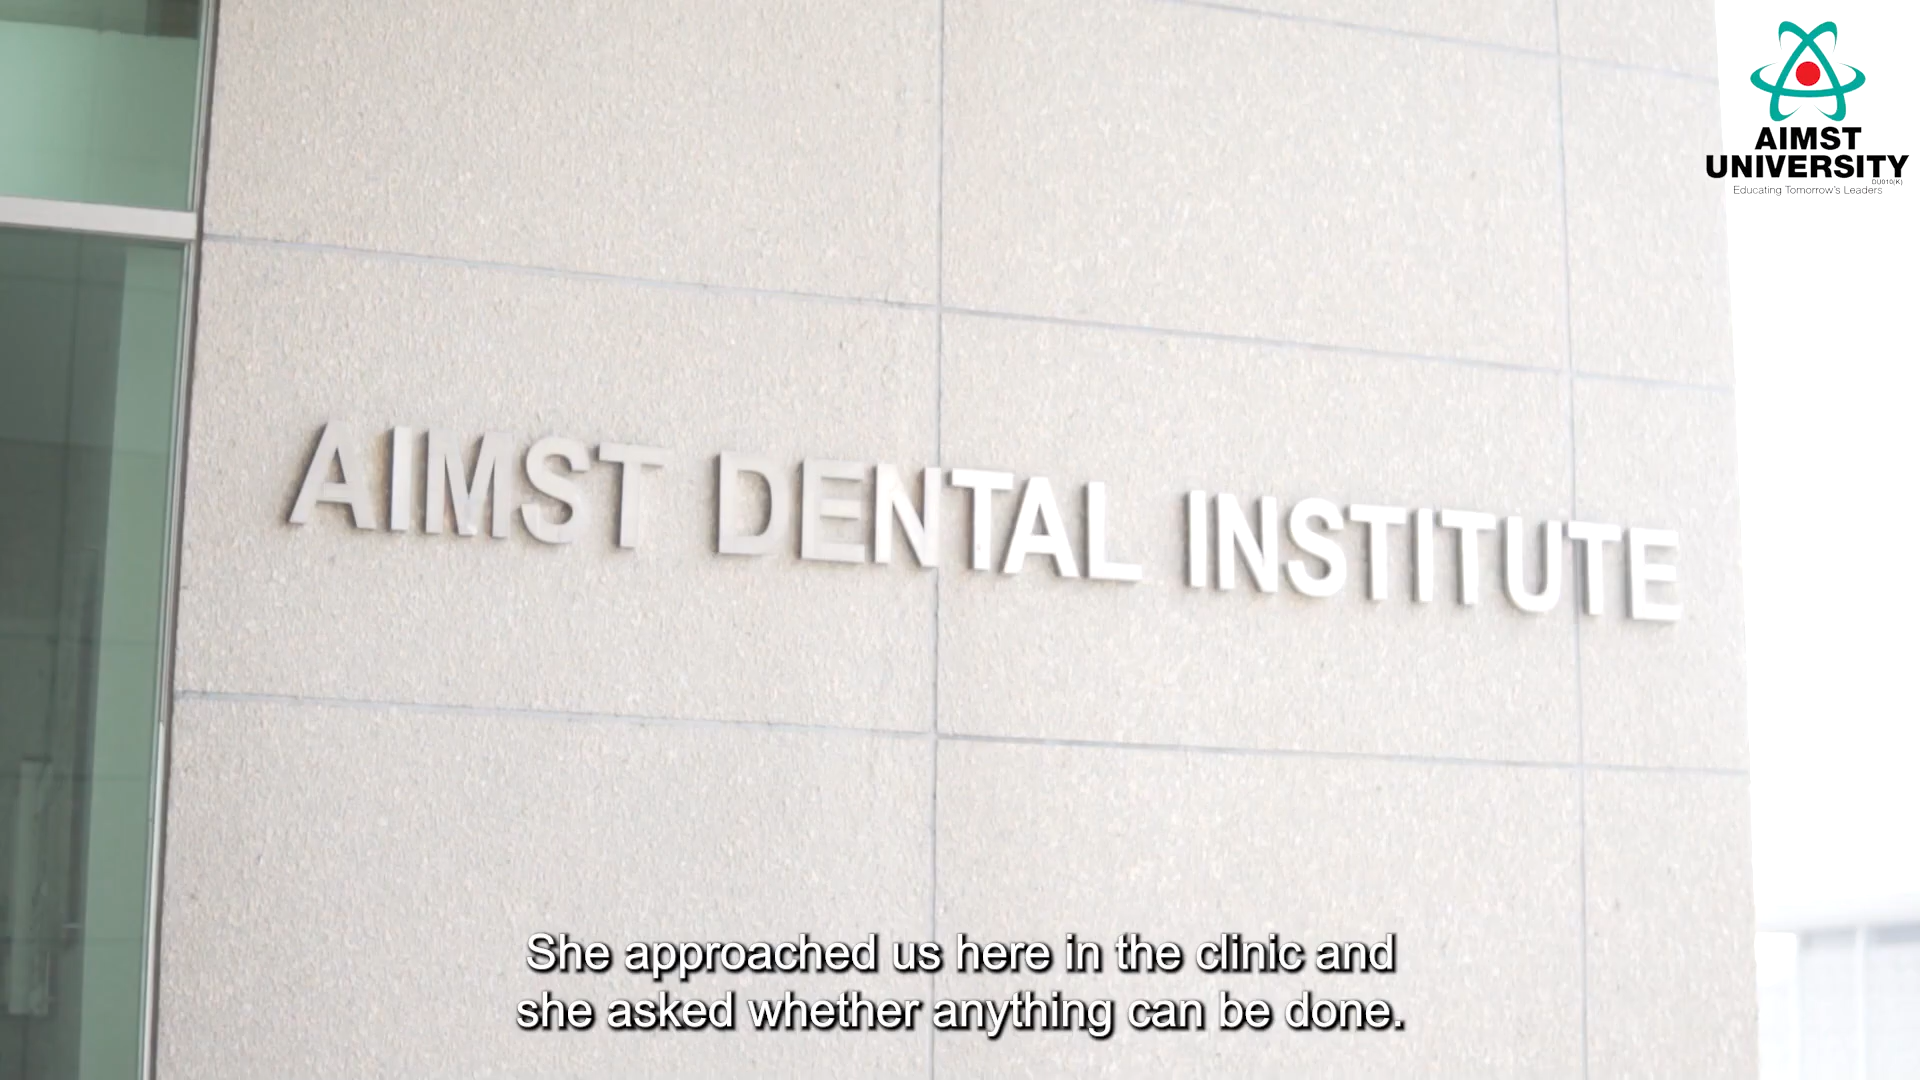 AIMST
UNIVERSITY
DU010(K)
Educating Tomorrow's Leaders
AIMST DENTAL INSTITUTE
She approached us here in the clinic and
she asked whether anything can be done.